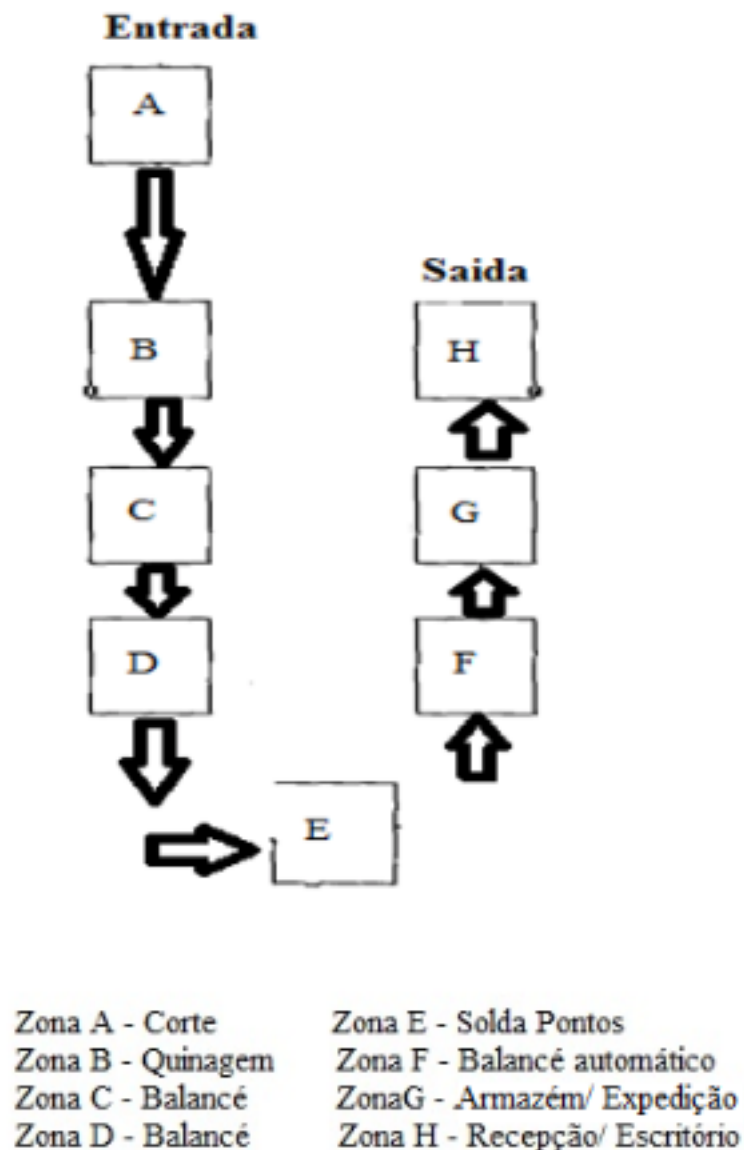 Entrada
A
B
C
D
E
Saida
H
G
F
Zona A - Corte
Zona B - Quinagem
Zona C - Balancé
Zona D - Balancé
Zona E - Solda Pontos
Zona F - Balancé automático
ZonaG - Armazém/ Expedição
Zona H - Recepção/ Escritório